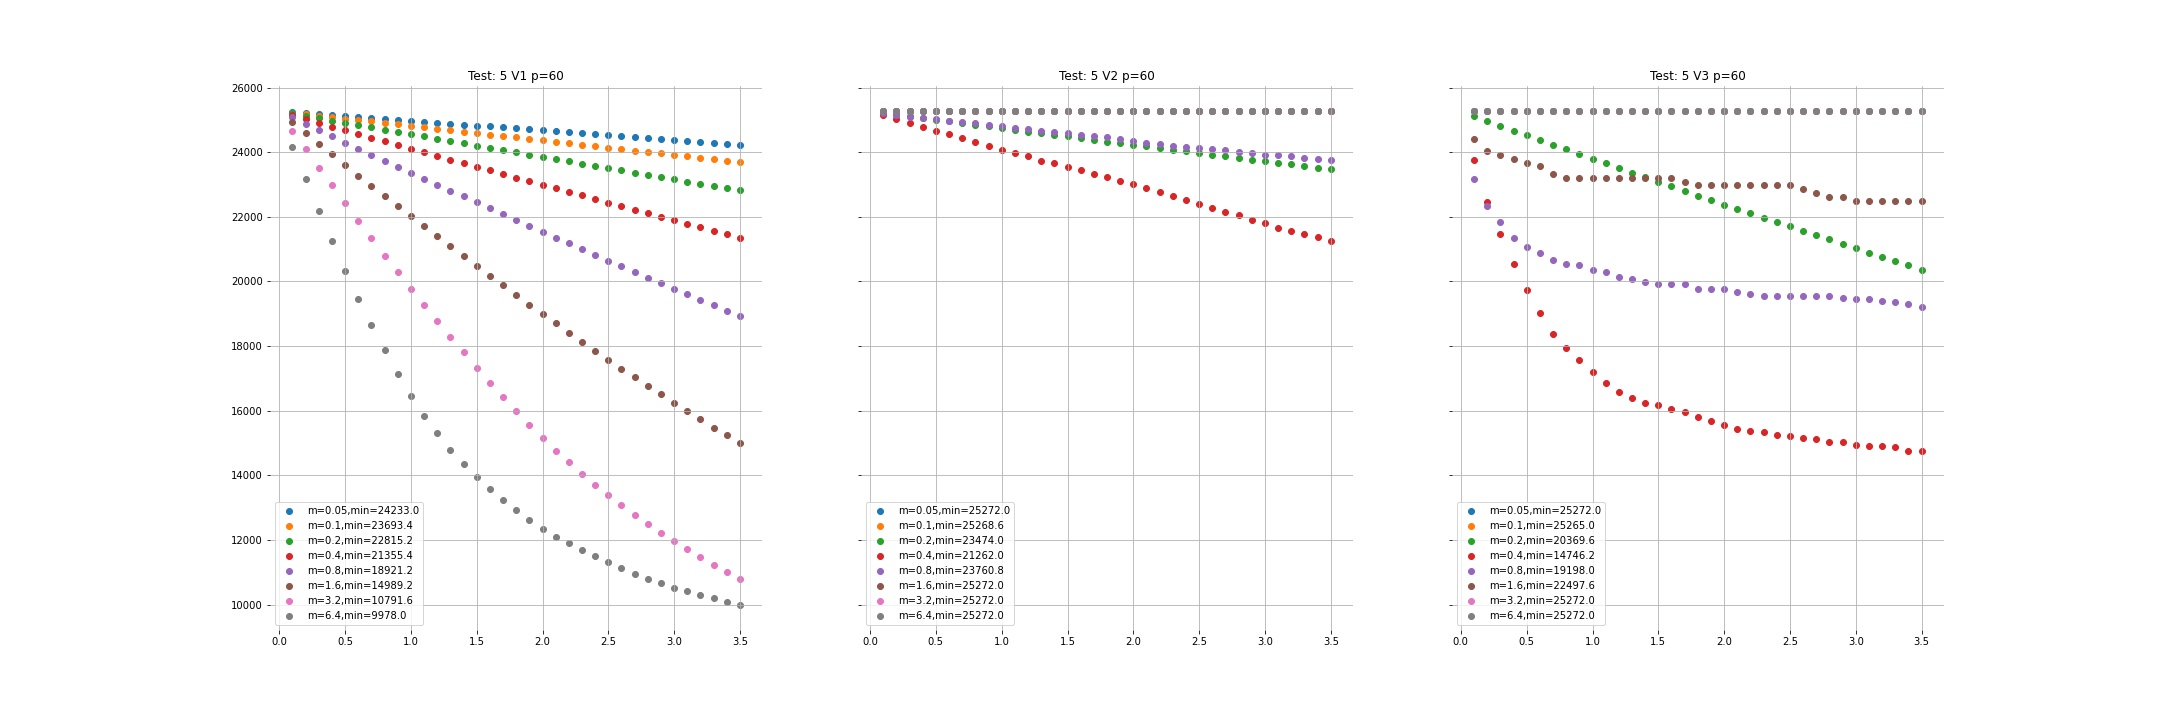 Test: 5 V1 p=60
26000
24000
22000
20000
18000
16000
14000
12000
10000
m=0.05,min=24233.0
m=0.1,min=23693.4
m=0.2,min=22815.2
m=0.4,min=21355.4
m=0.8,min=18921.2
m=1.6,min=14989.2
m=3.2,min=10791.6
m=6.4,min=9978.0
0.0 0.5 1.0 1.5 2.0 2.5 3.0 3.5
Test: 5 V2 p=60
m=0.05,min=25272.0
m=0.1,min=25268.6
m=0.2,min=23474.0
m=0.4,min=21262.0
m=0.8,min=23760.8
m=1.6,min=25272.0
m=3.2,min=25272.0
m=6.4,min=25272.0
0.0 0.5 1.0 1.5 2.0 2.5 3.0 3.5
Test: 5 V3 p=60
m=0.05,min=25272.0
m=0.1,min=25265.0
m=0.2,min=20369.6
m=0.4,min=14746.2
m=0.8,min=19198.0
m=1.6,min=22497.6
m=3.2,min=25272.0
m=6.4,min=25272.0
0.0 0.5 1.0 1.5 2.0 2.5 3.0 3.5